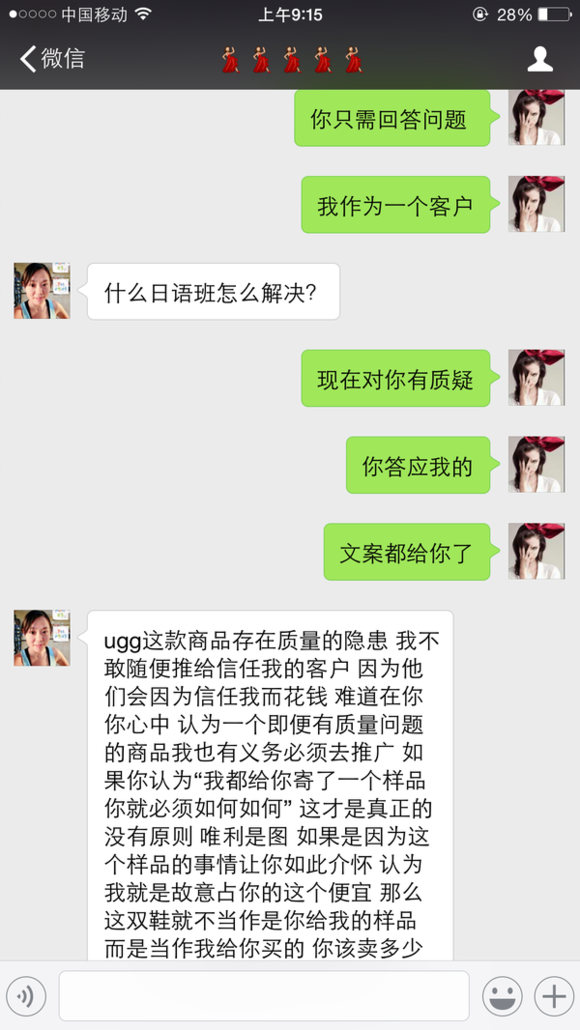 中国移动 上午9:15 28%
微信
你只需回答问题
我作为一个客户
什么日语班怎么解决?
现在对你有质疑
你答应我的
文案都给你了
ugg这款商品存在质量的隐患 我不
敢随便推给信任我的客户 因为他
们会因为信任我而花钱 难道在你
你心中 认为一个即便有质量问题
的商品我也有义务必须去推广 如
果你认为“我都给你寄了一个样品
你就必须如何如何” 这才是真正的
没有原则 唯利是图 如果是因为这
个样品的事情让你如此介怀 认为
我就是故意占你的这个便宜 那么
这双鞋就不当作是你给我的样品
而是当作我给你买的 你该卖多少